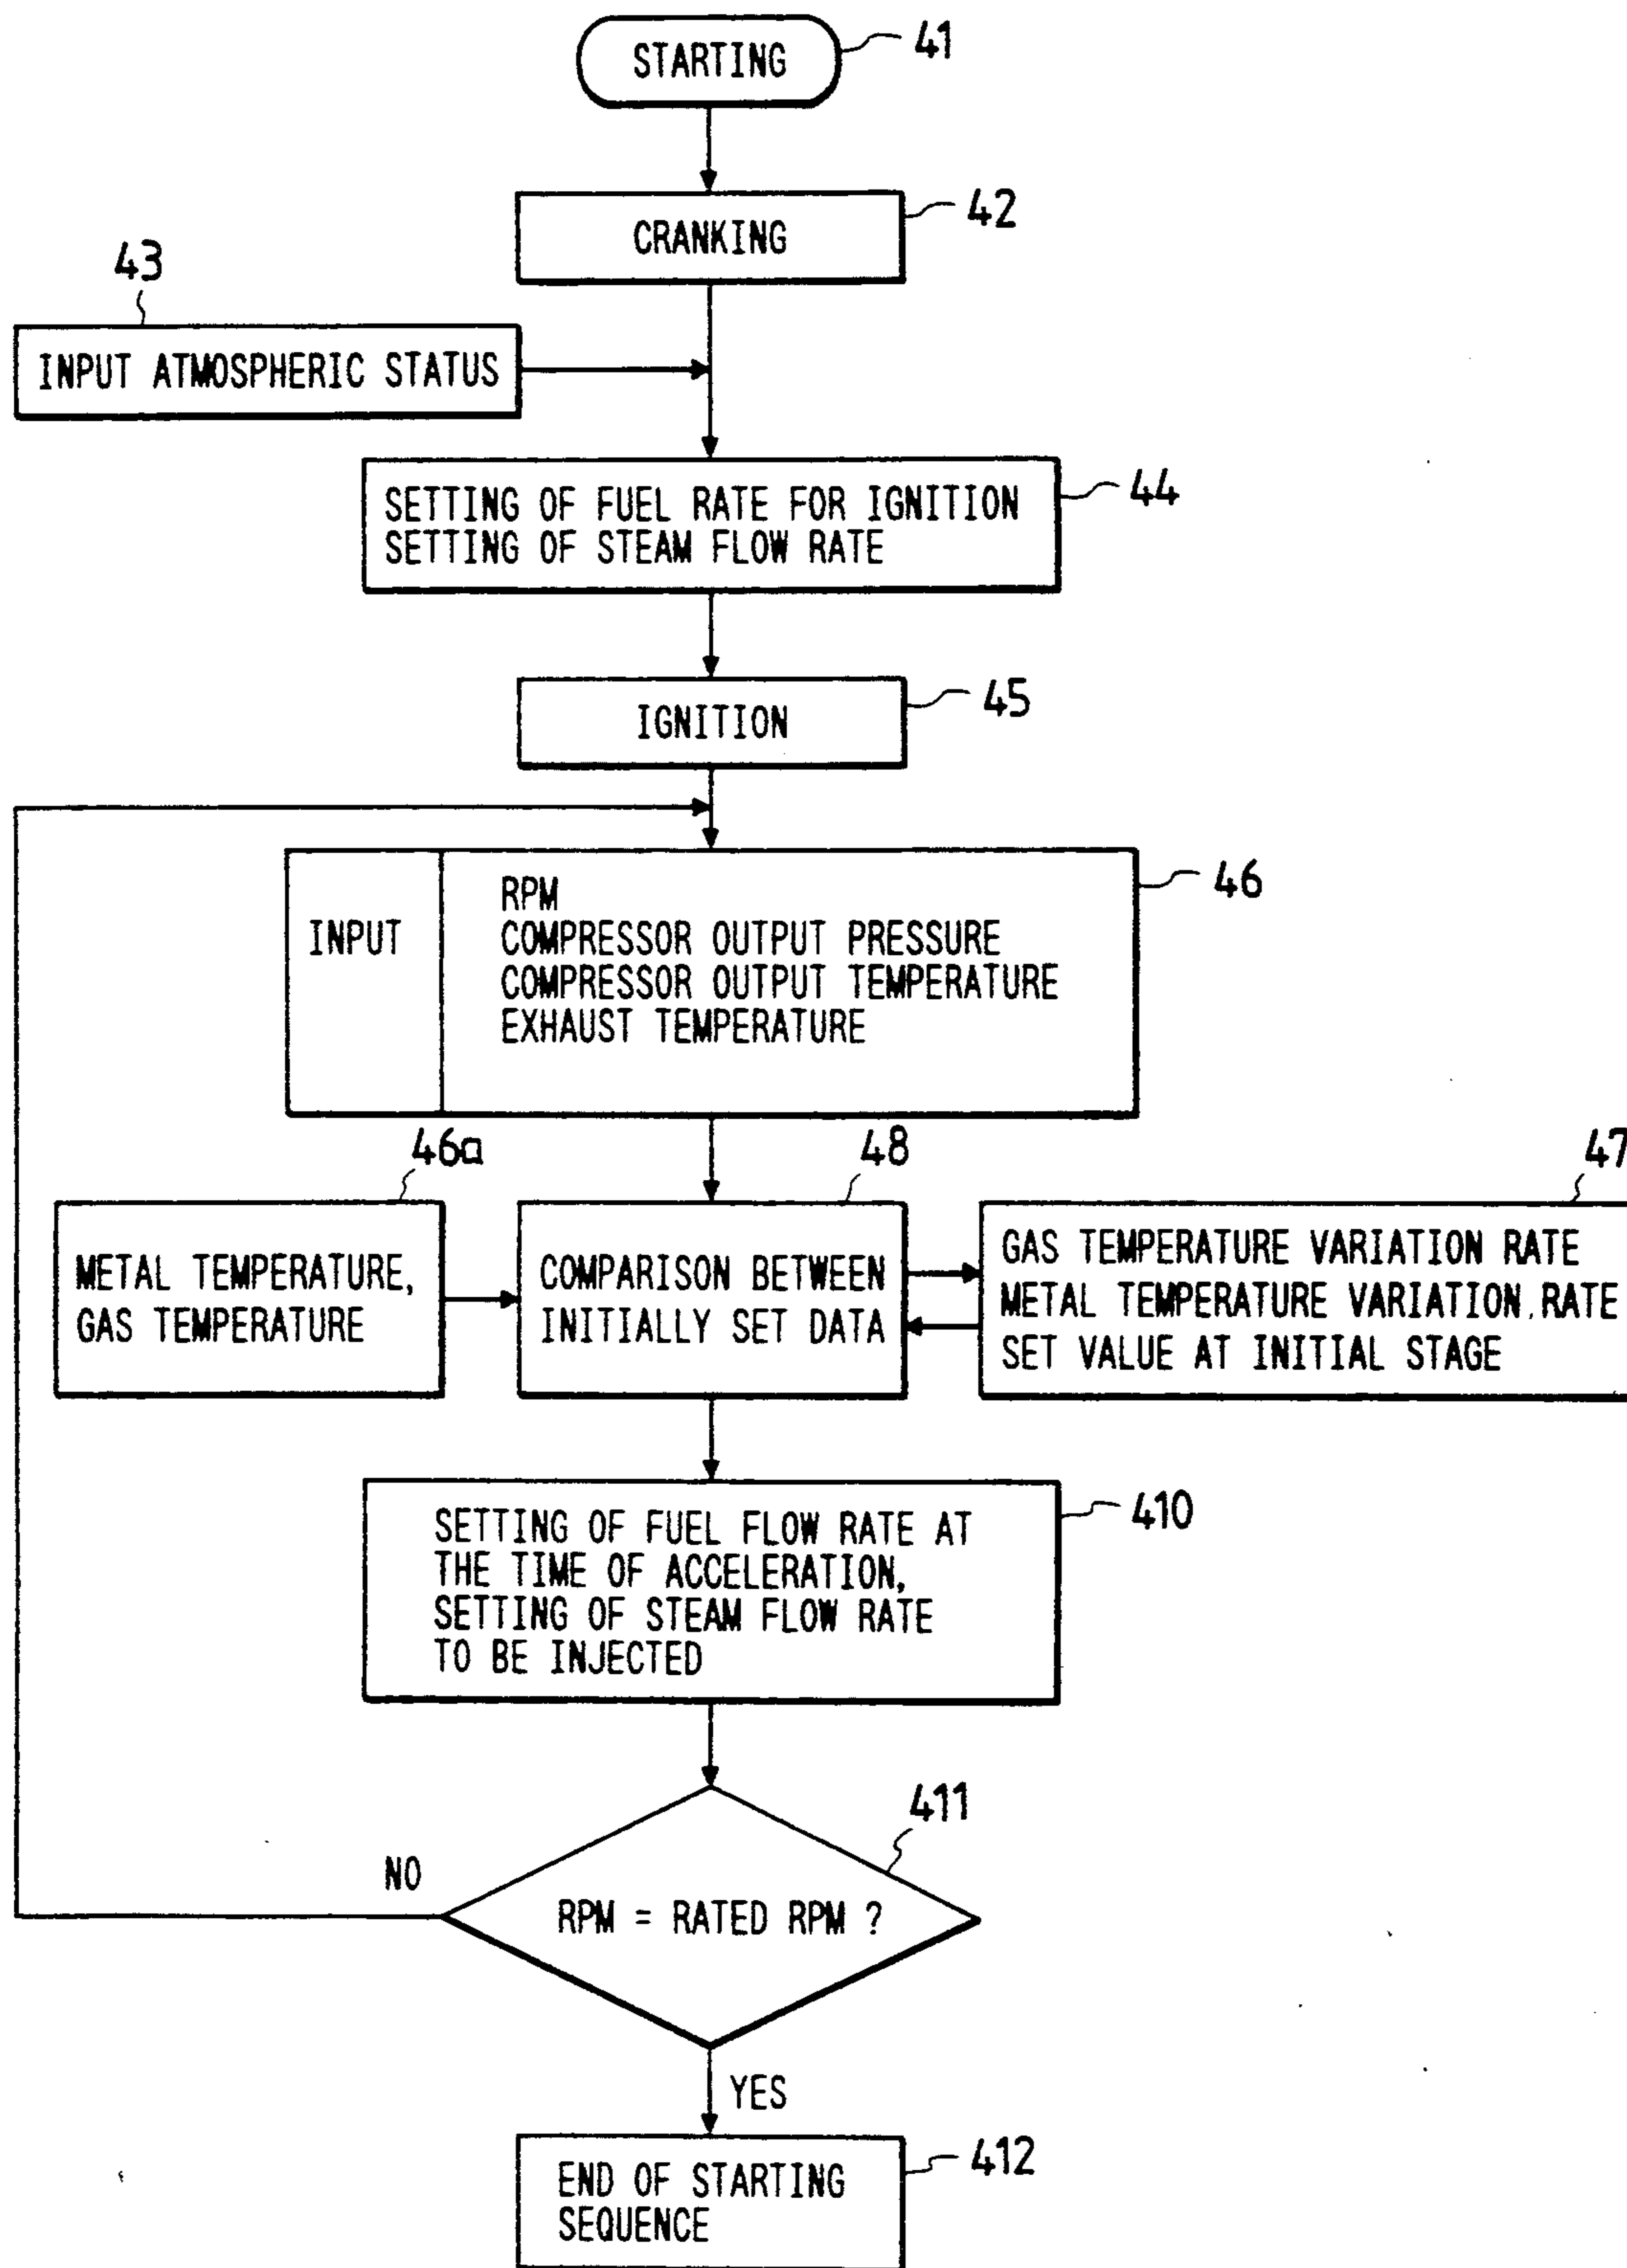 STARTING
41
CRANKING
42
43
INPUT ATMOSPHERIC STATUS
SETTING OF FUEL RATE FOR IGNITION
SETTING OF STEAM FLOW RATE
44
IGNITION
45
INPUT
RPM
COMPRESSOR OUTPUT PRESSURE
COMPRESSOR OUTPUT TEMPERATURE
EXHAUST TEMPERATURE
46
46a
METAL TEMPERATURE,
GAS TEMPERATURE
48
COMPARISON BETWEEN
INITIALLY SET DATA
47
GAS TEMPERATURE VARIATION RATE
METAL TEMPERATURE VARIATION RATE
SET VALUE AT INITIAL STAGE
SETTING OF FUEL FLOW RATE AT
THE TIME OF ACCELERATION,
SETTING OF STEAM FLOW RATE
TO BE INJECTED
410
411
NO
RPM = RATED RPM ?
YES
END OF STARTING
SEQUENCE
412